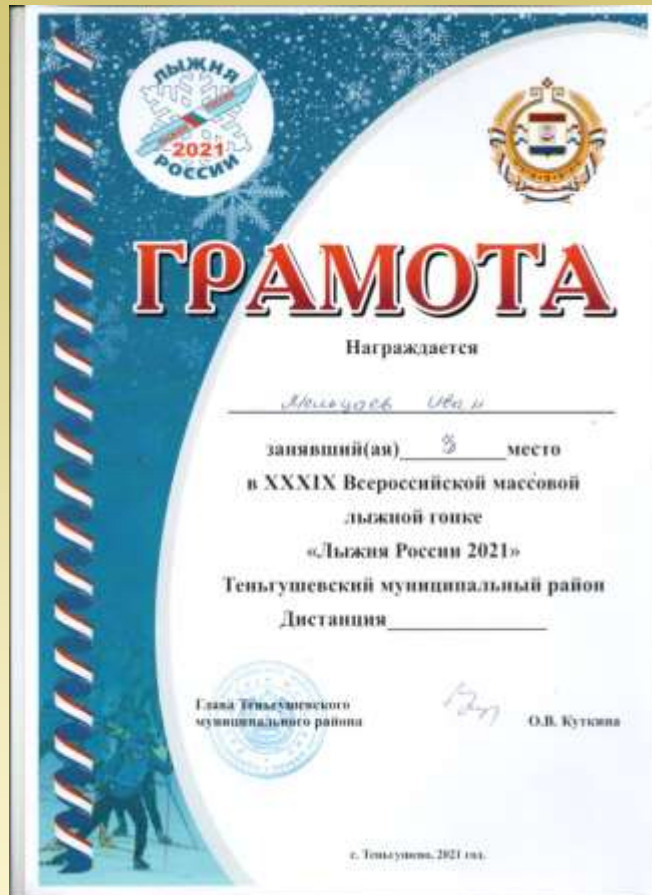 ЛЫЖНЯ
2021
РОССИИ
ГРАМОТА
Награждается
Мельцаев Иван
занявший(ая) 3 место
в XXXIX Всероссийской массовой
лыжной гонке
«Лыжня России 2021»
Теньгушевский муниципальный район
Дистанция
Глава Теньгушевского
муниципального района
О.В. Куткина
с. Теньгушево, 2021 год.